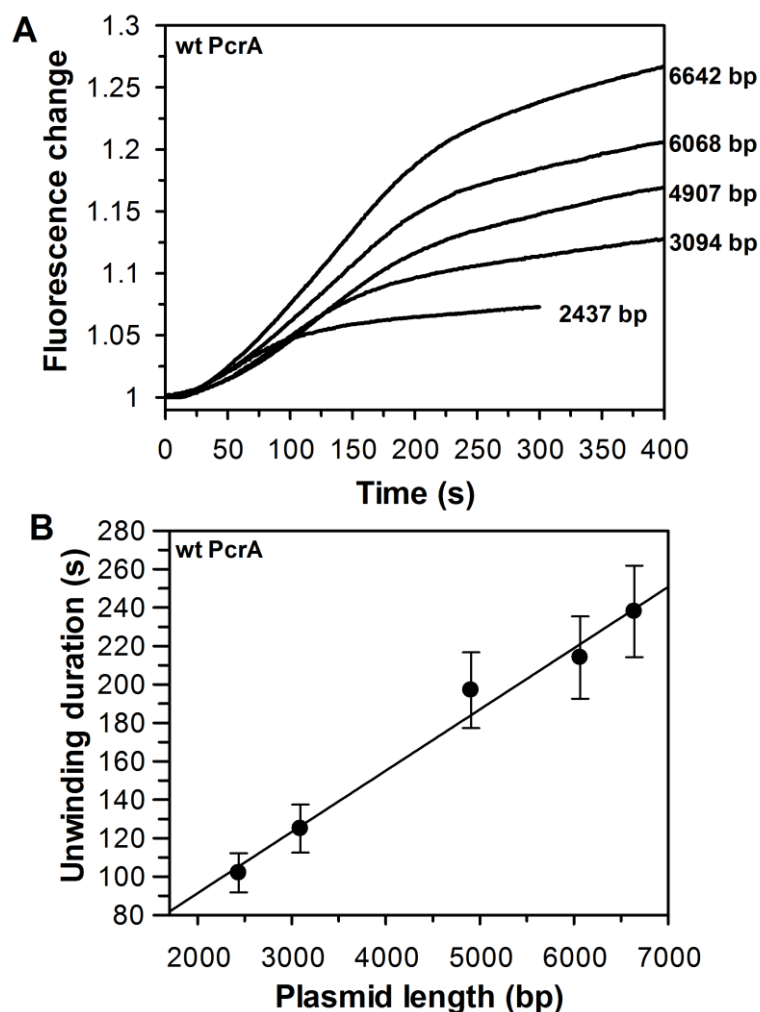 A
wt PcrA
1.3
1.25
1.2
1.15
1.1
1.05
1
Fluorescence change
6642 bp
6068 bp
4907 bp
3094 bp
2437 bp
0 50 100 150 200 250 300 350 400
Time (s)
B
wt PcrA
280
260
240
220
200
180
160
140
120
100
80
Unwinding duration (s)
2000 3000 4000 5000 6000 7000
Plasmid length (bp)